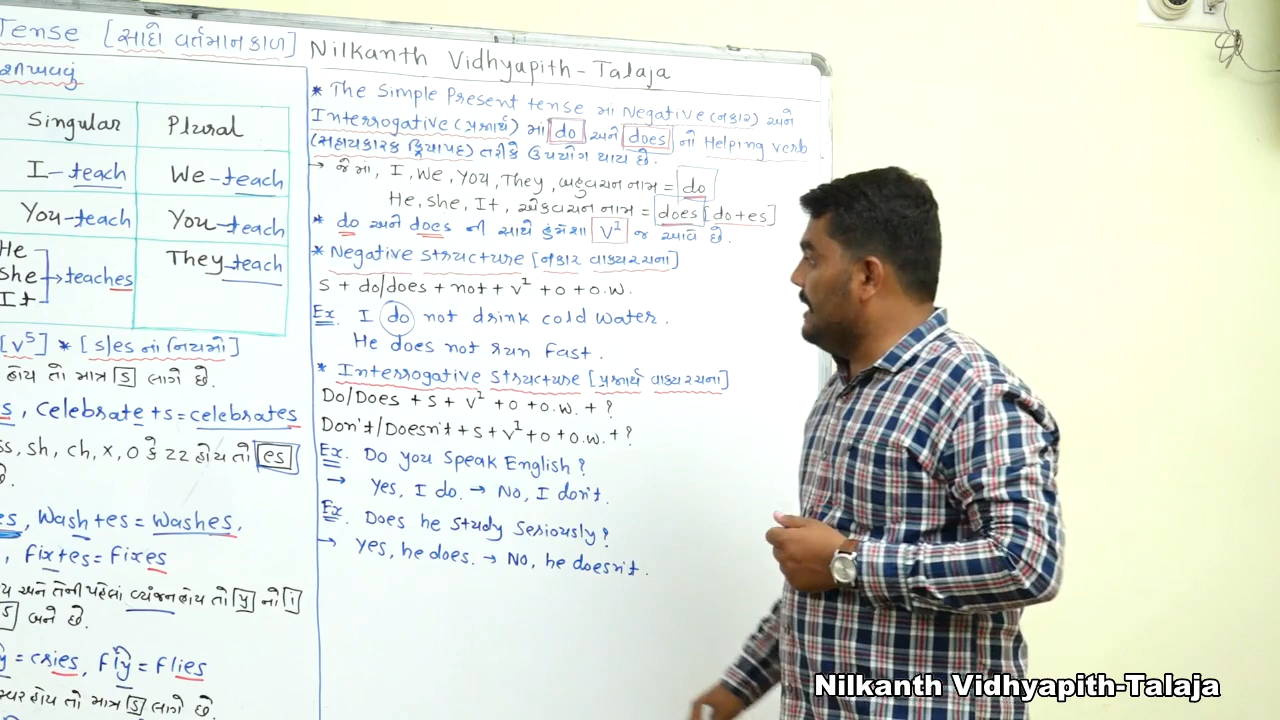 Tense [સાદો વર્તમાનકાળ]
Nilkanth Vidhyapith-Talaja
શીખવવું
Singular Plural
I-teach We-teach
You-teach You-teach
He
She → teaches They-teach
It
[V5] * [s/es નાં નિયમો]
હોય તો માત્ર S લાગે છે.
s, Celebrate+s=celebrates
ss, sh, ch, x, o કે zz હોય તો es
છે.
es, Wash+es=washes,
, Fix+es=Fixes
ય અને તેની પહેલાં વ્યંજન હોય તો y નો i
બને છે.
y=cries, Fly=Flies
સ્વર હોય તો માત્ર S લાગે છે.
* The Simple Present tense માં Negative (નકાર) અને
Interrogative (પ્રશ્નાર્થ) માં do અને does નો Helping verb
(સહાયકારક ક્રિયાપદ) તરીકે ઉપયોગ થાય છે.
→ જેમાં, I, We, You, They, બહુવચન નામ = do
He, She, It, એકવચન નામ = does [do+es]
* do અને does ની સાથે હંમેશા V1 જ આવે છે.
* Negative Structure [નકાર વાક્યરચના]
S + do/does + not + V1 + O + O.W.
Ex. I do not drink cold water.
He does not run fast.
* Interrogative Structure [પ્રશ્નાર્થ વાક્યરચના]
Do/Does + S + V1 + O + O.W. + ?
Don't/Doesn't + S + V1 + O + O.W. + ?
Ex. Do you Speak English?
→ Yes, I do. → No, I don't.
Ex. Does he Study Seriously?
→ Yes, he does. → No, he doesn't.
Nilkanth Vidhyapith-Talaja